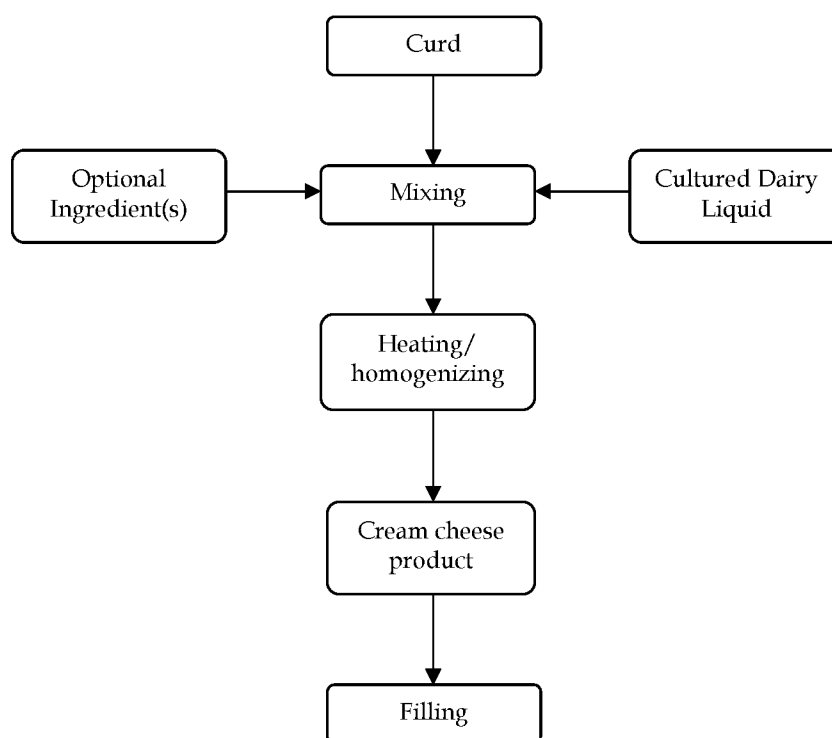 Curd
Optional
Ingredient(s)
Mixing
Cultured Dairy
Liquid
Heating/
homogenizing
Cream cheese
product
Filling